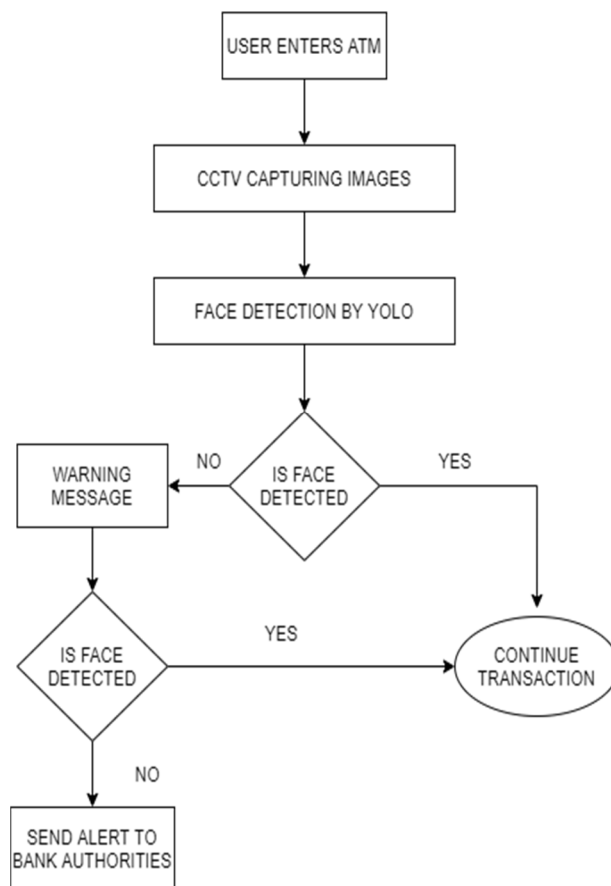 USER ENTERS ATM
CCTV CAPTURING IMAGES
FACE DETECTION BY YOLO
IS FACE
DETECTED
NO
YES
WARNING
MESSAGE
IS FACE
DETECTED
YES
CONTINUE
TRANSACTION
NO
SEND ALERT TO
BANK AUTHORITIES